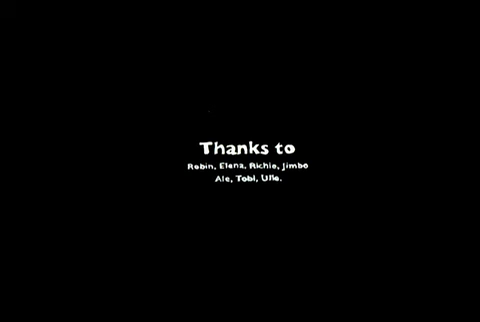 Thanks to
Robin, Elena, Richie, Jimbo
Ale, Tobi, Ulle.